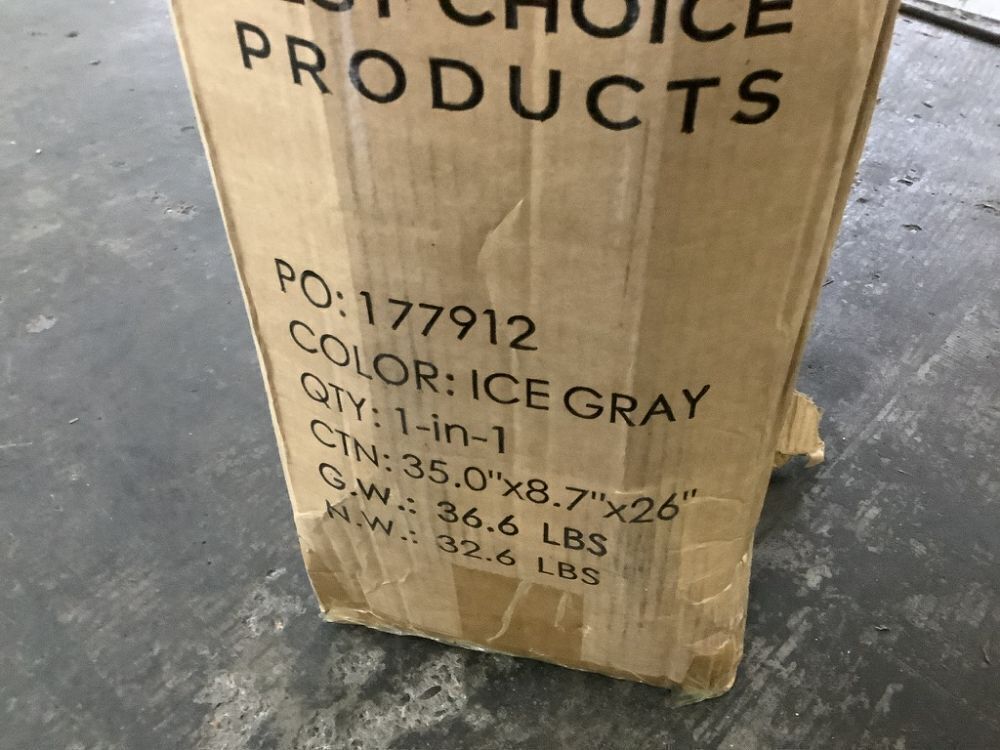 CHOICE
PRODUCTS
PO: 177912
COLOR: ICE GRAY
QTY: 1-in-1
CTN: 35.0"x8.7"x26"
G.W.: 36.6 LBS
N.W.: 32.6 LBS